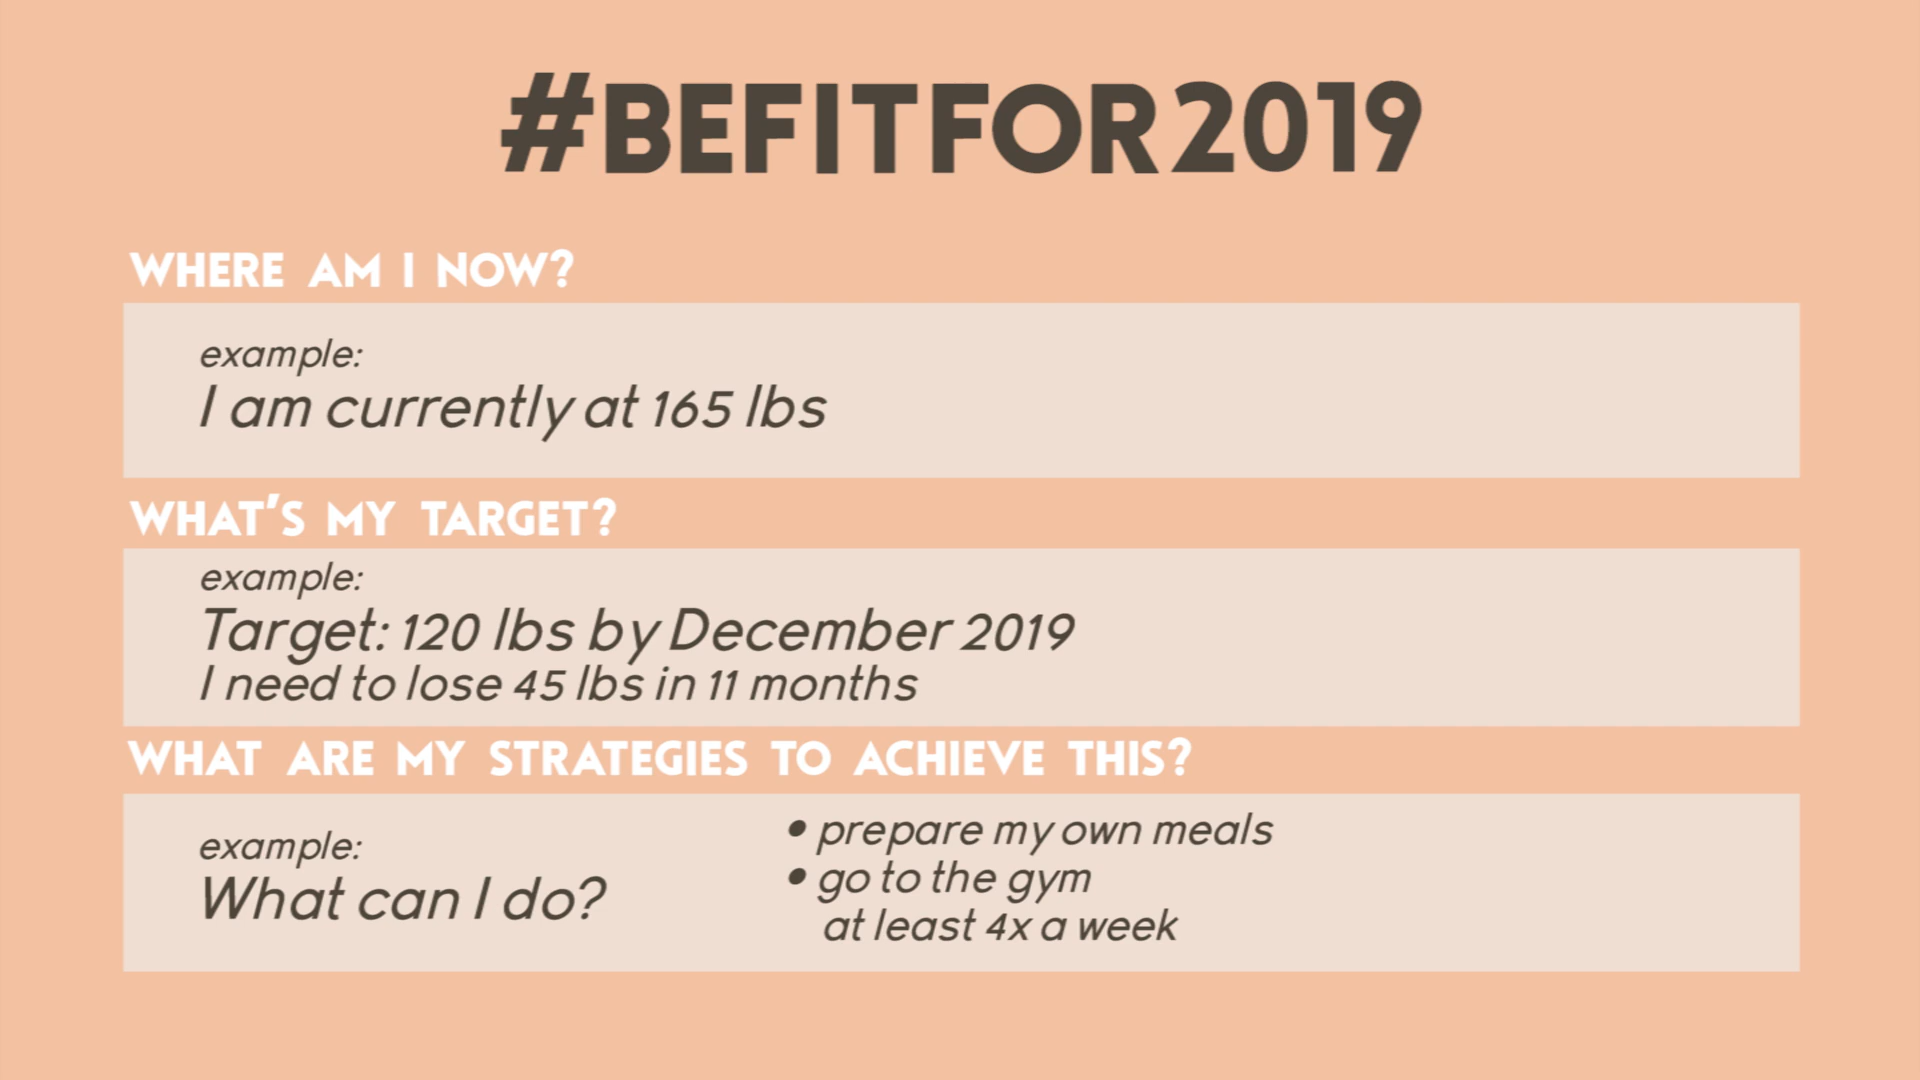 #BEFITFOR2019
WHERE AM I NOW?
example:
I am currently at 165 lbs
WHAT'S MY TARGET?
example:
Target: 120 lbs by December 2019
I need to lose 45 lbs in 11 months
WHAT ARE MY STRATEGIES TO ACHIEVE THIS?
example:
What can I do?
• prepare my own meals
• go to the gym
at least 4x a week